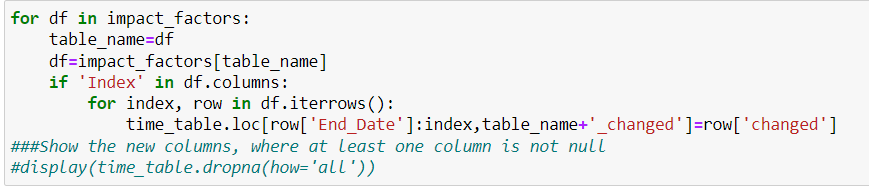 for df in impact_factors:
    table_name=df
    df=impact_factors[table_name]
    if 'Index' in df.columns:
        for index, row in df.iterrows():
            time_table.loc[row['End_Date']:index,table_name+'_changed']=row['changed']
###Show the new columns, where at least one column is not null
#display(time_table.dropna(how='all'))